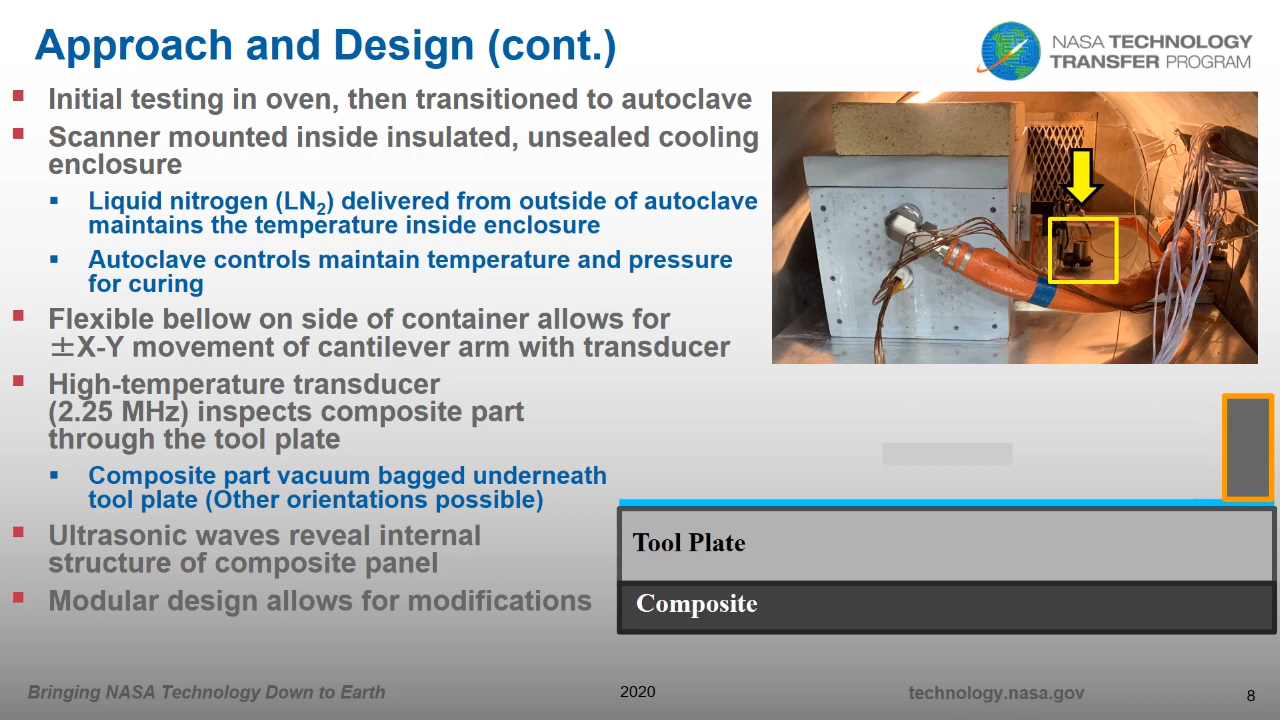 Approach and Design (cont.)
NASA TECHNOLOGY
TRANSFER PROGRAM
Initial testing in oven, then transitioned to autoclave
Scanner mounted inside insulated, unsealed cooling
enclosure
Liquid nitrogen (LN2) delivered from outside of autoclave
maintains the temperature inside enclosure
Autoclave controls maintain temperature and pressure
for curing
Flexible bellow on side of container allows for
±X-Y movement of cantilever arm with transducer
High-temperature transducer
(2.25 MHz) inspects composite part
through the tool plate
Composite part vacuum bagged underneath
tool plate (Other orientations possible)
Ultrasonic waves reveal internal
structure of composite panel
Modular design allows for modifications
Tool Plate
Composite
Bringing NASA Technology Down to Earth
2020
technology.nasa.gov
8